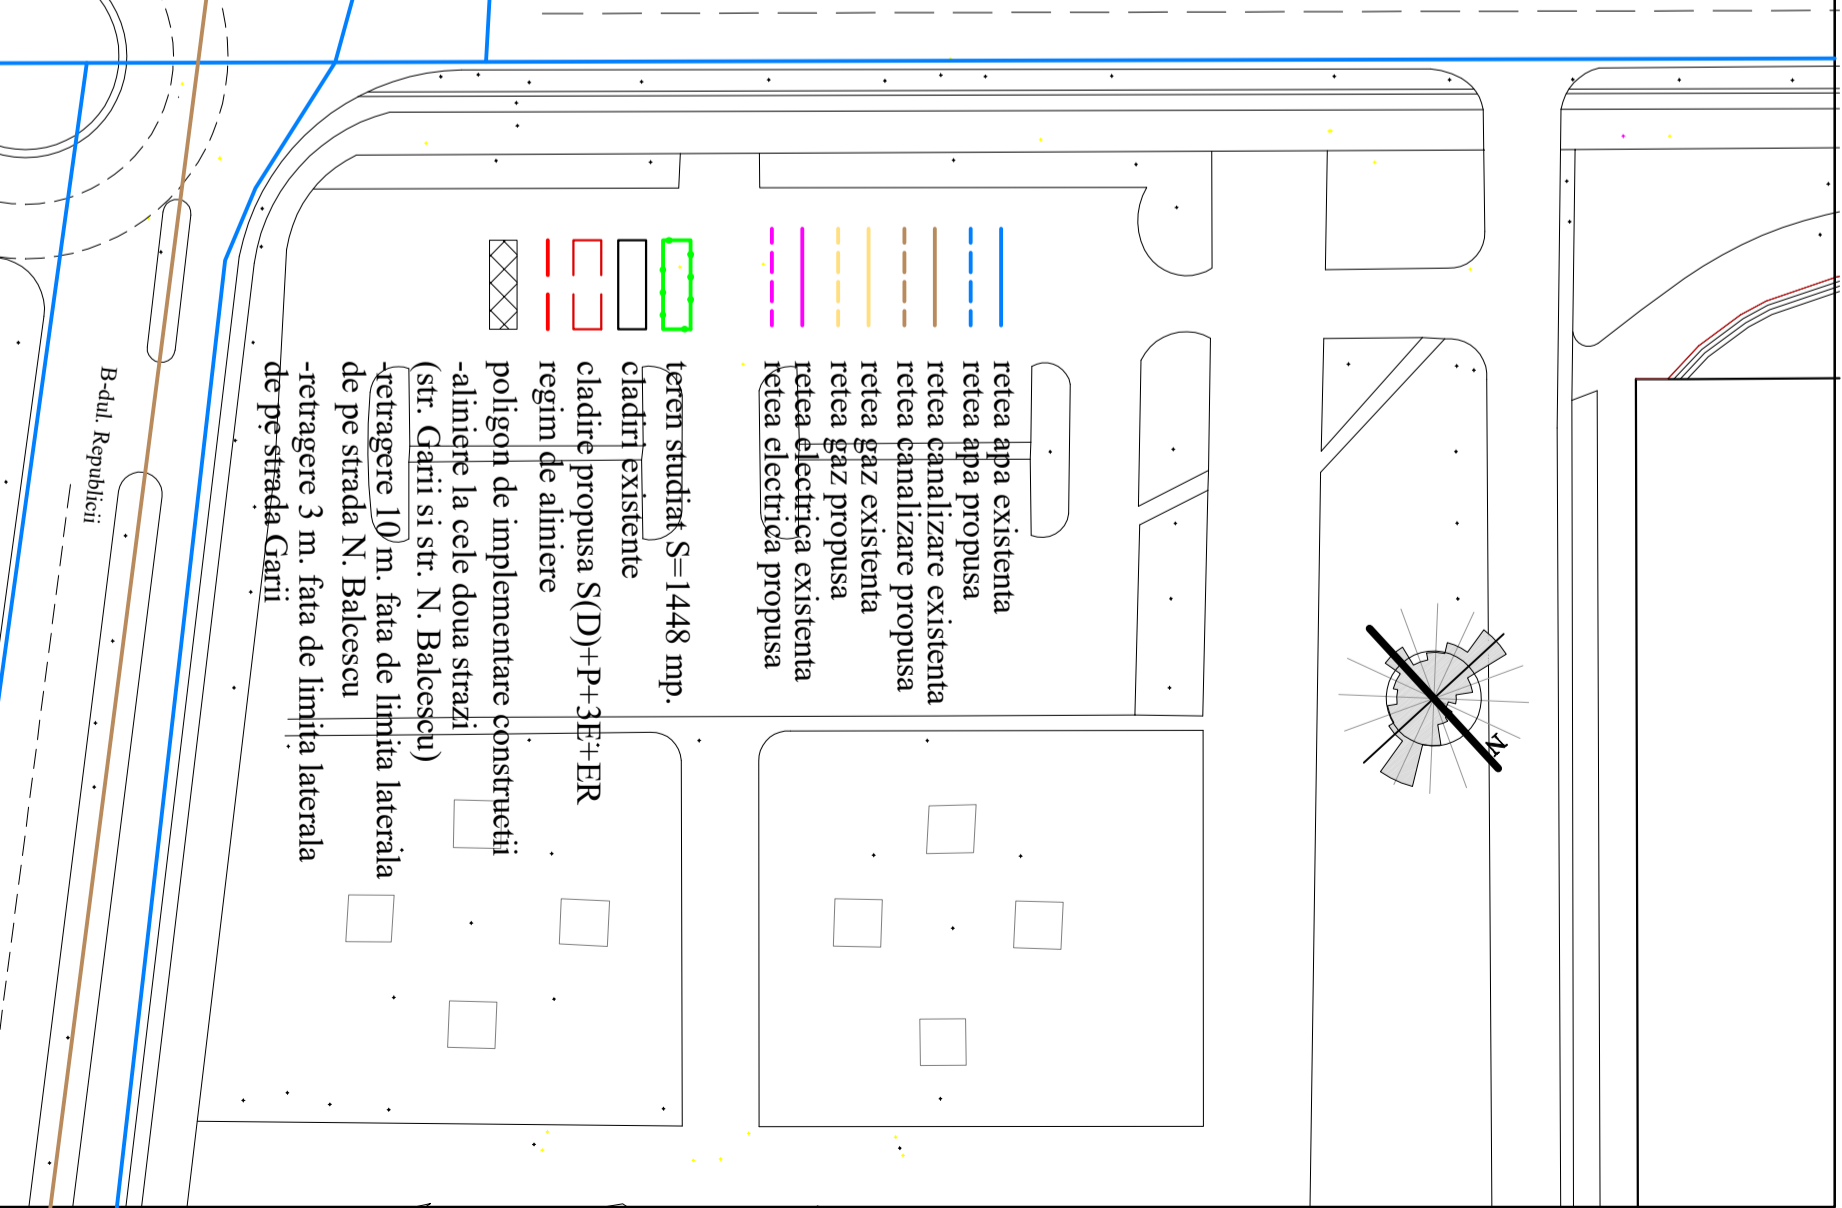 retea apa existenta
retea apa propusa
retea canalizare existenta
retea canalizare propusa
retea gaz existenta
retea gaz propusa
retea electrica existenta
retea electrica propusa
teren studiat S=1448 mp.
cladiri existente
cladire propusa S(D)+P+3E+ER
regim de aliniere
poligon de implementare constructii
-aliniere la cele doua strazi
(str. Garii si str. N. Balcescu)
-retragere 10 m. fata de limita laterala
de pe strada N. Balcescu
-retragere 3 m. fata de limita laterala
de pe strada Garii
B-dul. Republicii
N